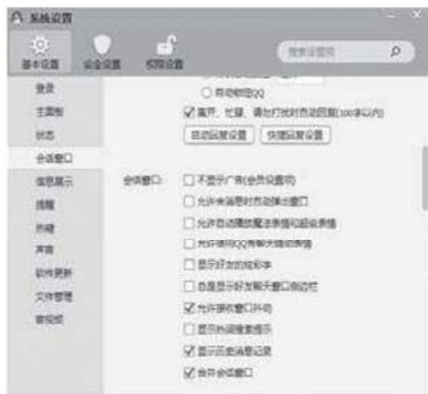 系统设置
基本设置 安全设置 权限设置 搜索设置项
登录
主面板
状态
会话窗口
信息展示
提醒
热键
声音
软件更新
文件管理
音视频
自动锁定QQ
离开、忙碌、请勿打扰时自动回复(100字以内)
自动回复设置 快捷回复设置
会话窗口: 不显示广告(会员设置项)
允许来消息时自动弹出窗口
允许自动播放魔法表情和超级表情
允许使用QQ秀聊天随动表情
显示好友的炫彩字
总是显示好友聊天窗口侧边栏
允许接收窗口抖动
显示热词搜索提示
显示历史消息记录
合并会话窗口